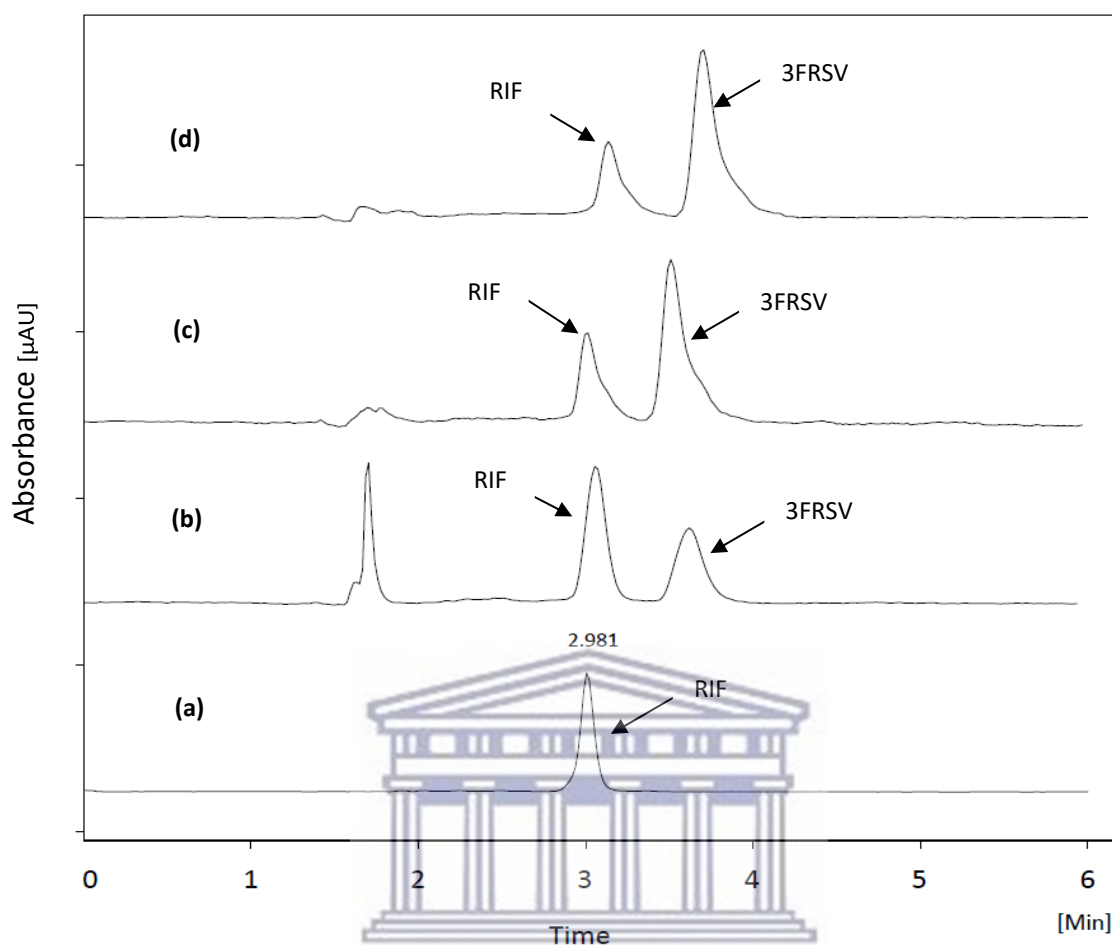 3FRSV
RIF
(d)
RIF
3FRSV
(c)
RIF
3FRSV
(b)
2.981
RIF
(a)
Absorbance [µAU]
0 1 2 3 4 5 6
Time
[Min]